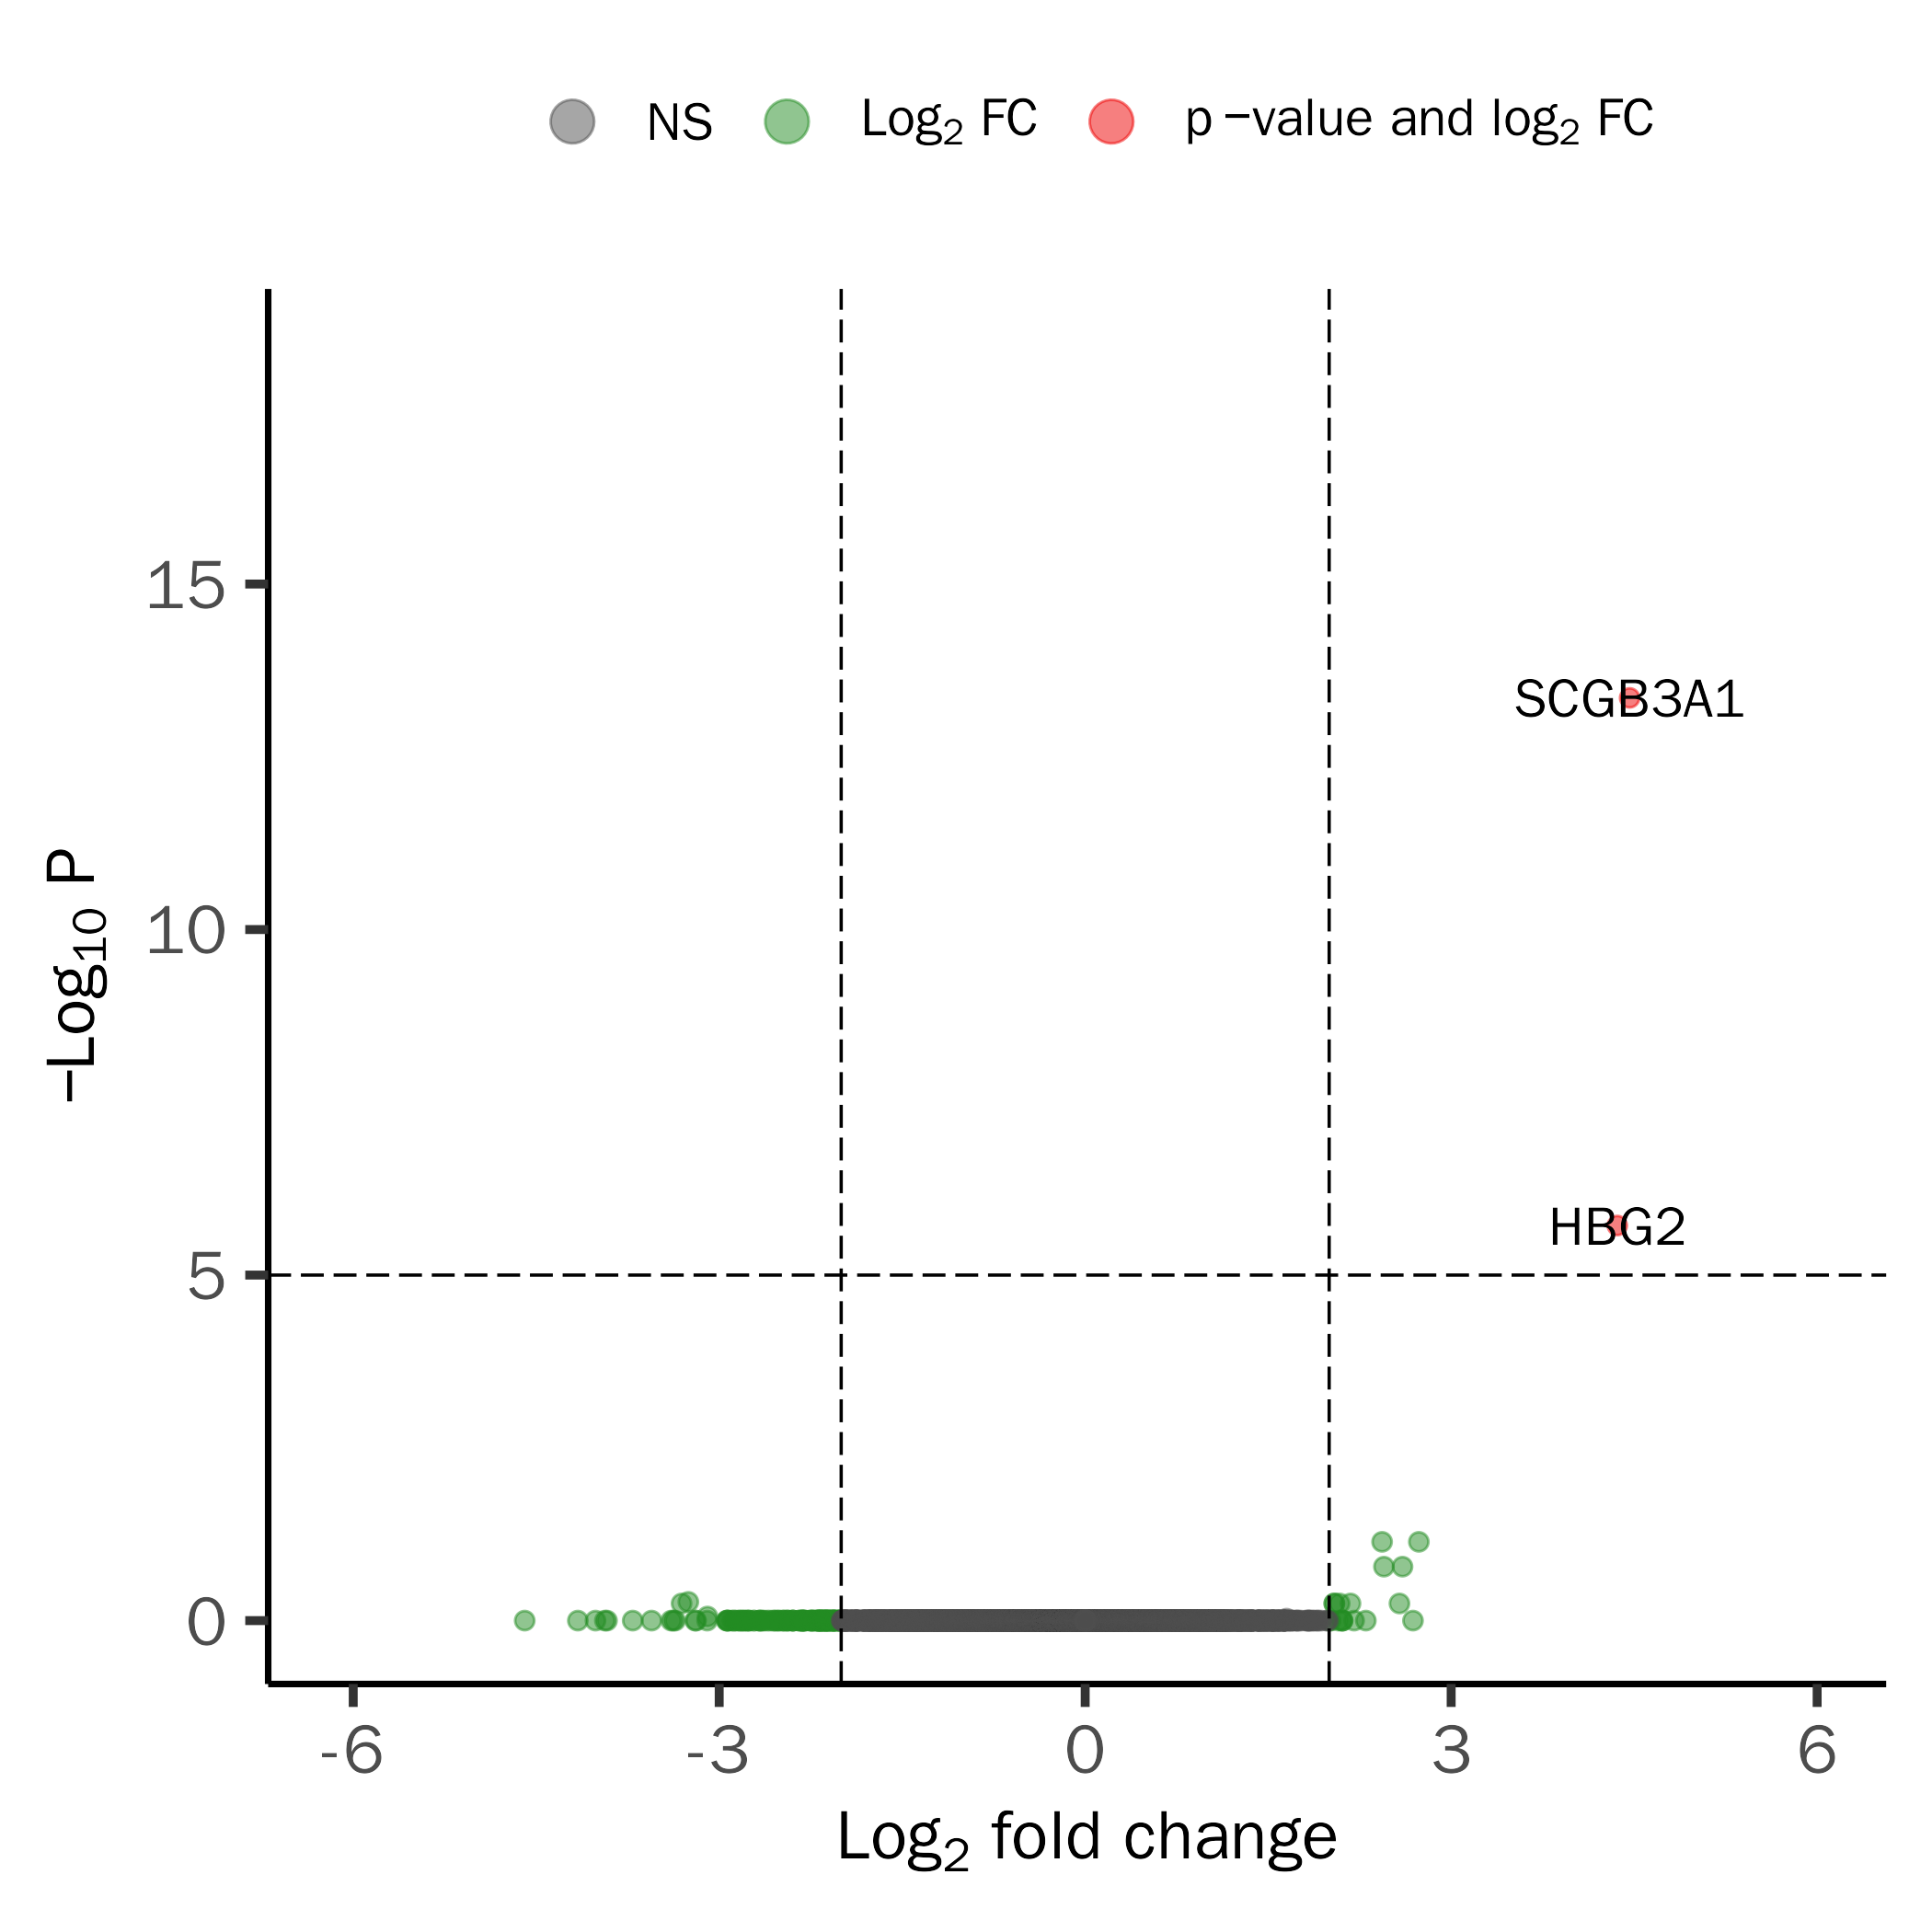 NS Log₂ FC p −value and log₂ FC
−Log₁₀ P
15
10
5
0
SCGB3A1
HBG2
-6 -3 0 3 6
Log₂ fold change